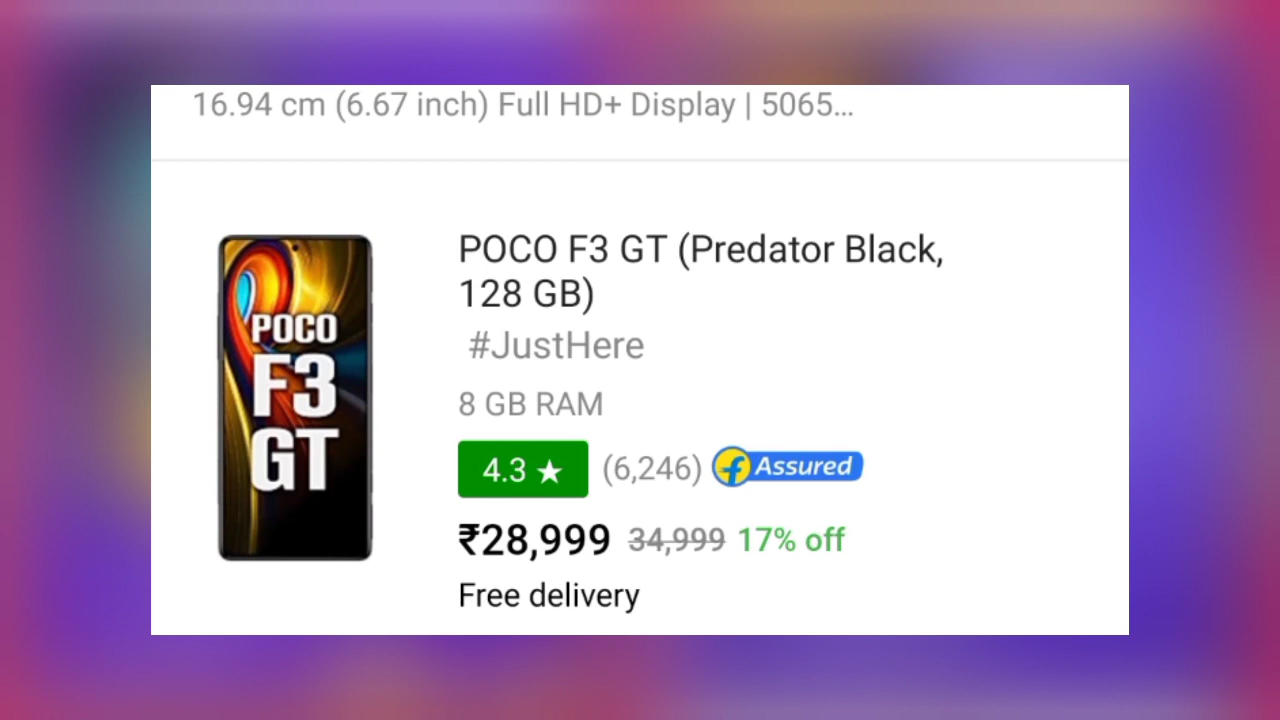 16.94 cm (6.67 inch) Full HD+ Display | 5065...
POCO F3 GT (Predator Black,
128 GB)
#JustHere
8 GB RAM
4.3 ★ (6,246) f Assured
₹28,999 34,999 17% off
Free delivery
POCO
F3
GT